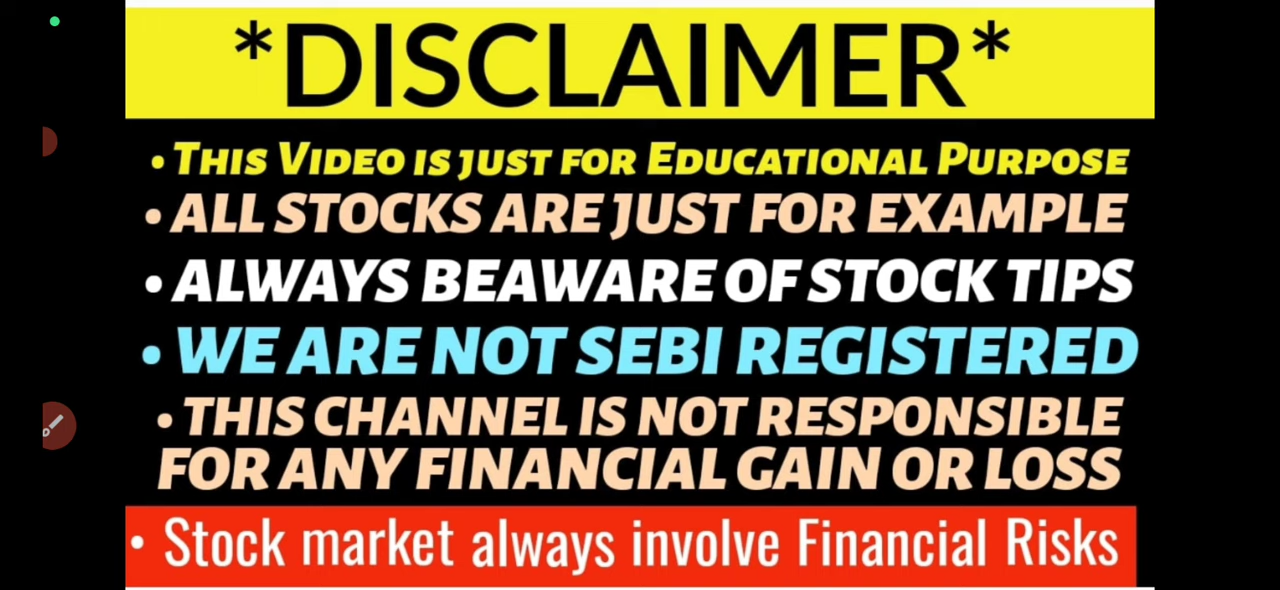 *DISCLAIMER*
• THIS VIDEO IS JUST FOR EDUCATIONAL PURPOSE
• ALL STOCKS ARE JUST FOR EXAMPLE
• ALWAYS BEAWARE OF STOCK TIPS
• WE ARE NOT SEBI REGISTERED
• THIS CHANNEL IS NOT RESPONSIBLE
FOR ANY FINANCIAL GAIN OR LOSS
• Stock market always involve Financial Risks